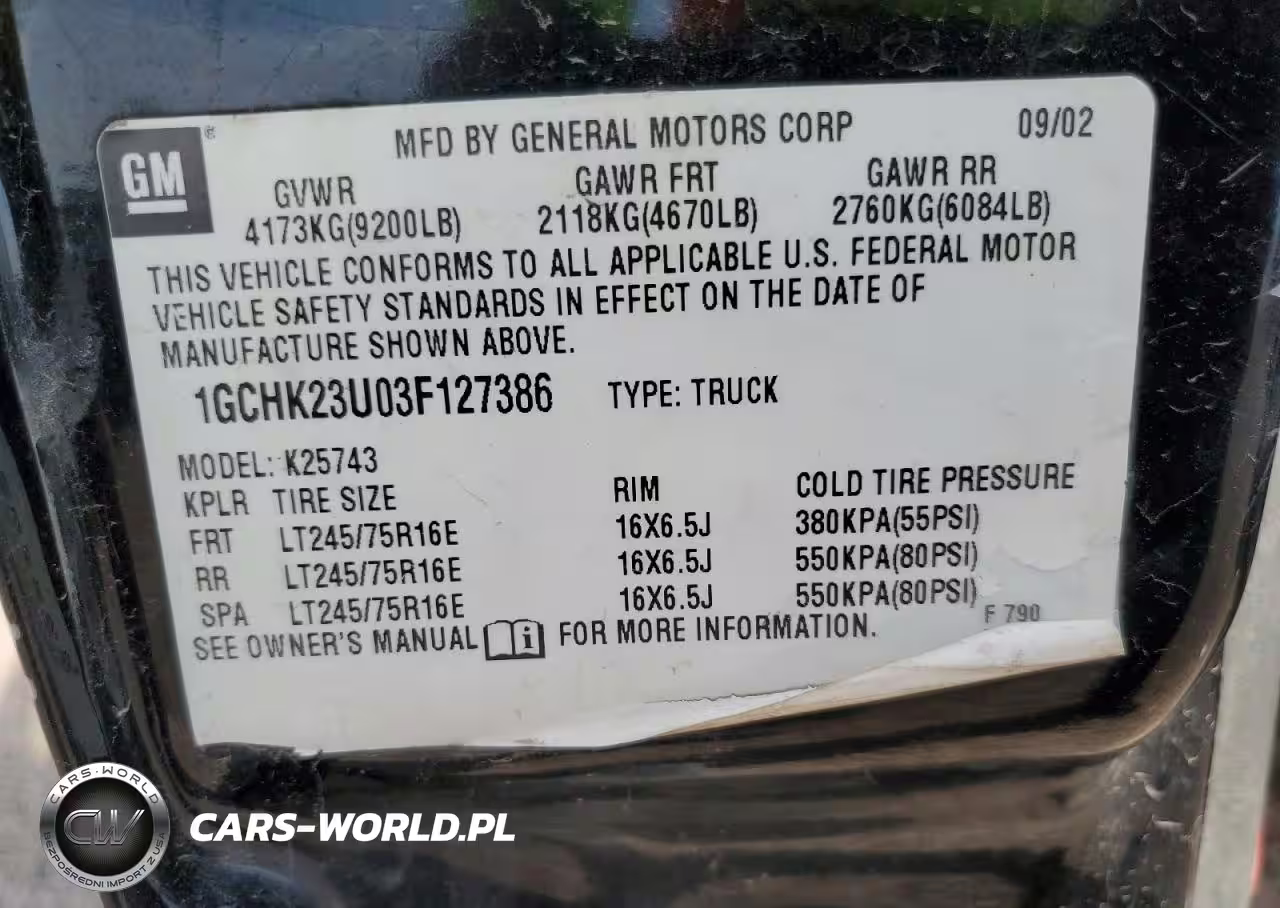 GM ®
MFD BY GENERAL MOTORS CORP 09/02
GVWR GAWR FRT GAWR RR
4173KG(9200LB) 2118KG(4670LB) 2760KG(6084LB)
THIS VEHICLE CONFORMS TO ALL APPLICABLE U.S. FEDERAL MOTOR
VEHICLE SAFETY STANDARDS IN EFFECT ON THE DATE OF
MANUFACTURE SHOWN ABOVE.
1GCHK23U03F127386 TYPE: TRUCK
MODEL: K25743
KPLR TIRE SIZE RIM COLD TIRE PRESSURE
FRT LT245/75R16E 16X6.5J 380KPA(55PSI)
RR LT245/75R16E 16X6.5J 550KPA(80PSI)
SPA LT245/75R16E 16X6.5J 550KPA(80PSI)
SEE OWNER'S MANUAL i FOR MORE INFORMATION. F 790
CARS-WORLD
CW
BEZPOŚREDNI IMPORT Z USA
CARS-WORLD.PL